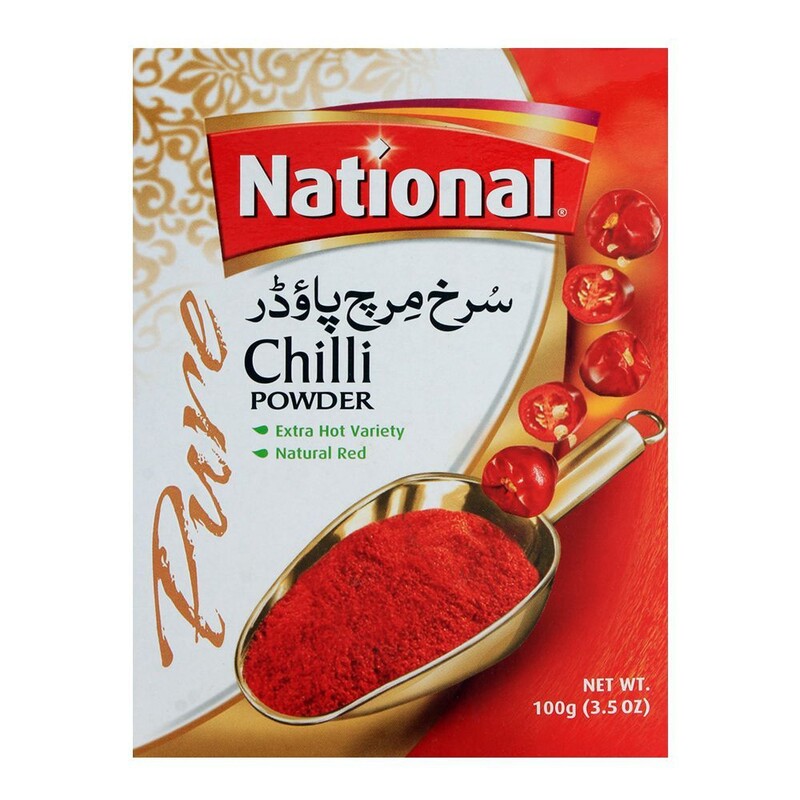 National®
سُرخ مِرچ پاؤڈر
Chilli
POWDER
Extra Hot Variety
Natural Red
Pure
NET WT.
100g (3.5 OZ)